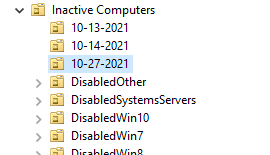 Inactive Computers
10-13-2021
10-14-2021
10-27-2021
DisabledOther
DisabledSystemsServers
DisabledWin10
DisabledWin7
DisabledWin8